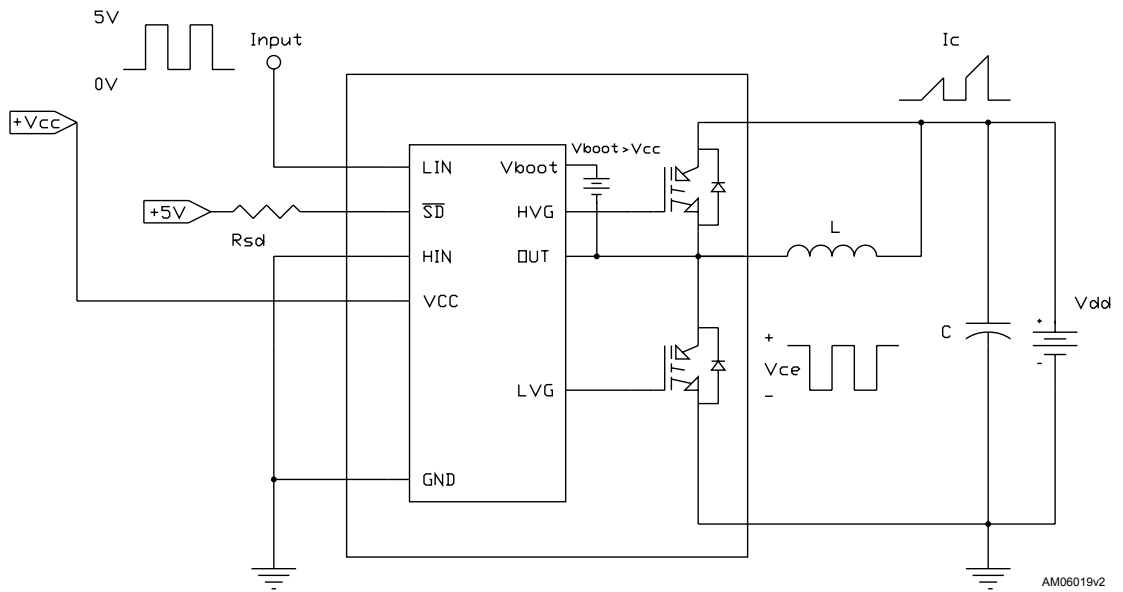 5V
Input
Ic
0V
+Vcc
Vboot>Vcc
LIN
Vboot
+5V
SD
HVG
Rsd
L
HIN
OUT
VCC
Vdd
+
C
+
Vce
-
-
LVG
GND
AM06019v2